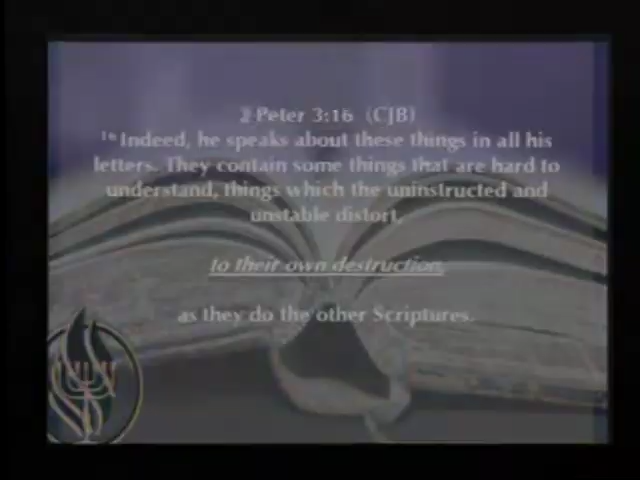 2 Peter 3:16 (CJB)
16 Indeed, he speaks about these things in all his
letters. They contain some things that are hard to
understand, things which the uninstructed and
unstable distort,
to their own destruction,
as they do the other Scriptures.